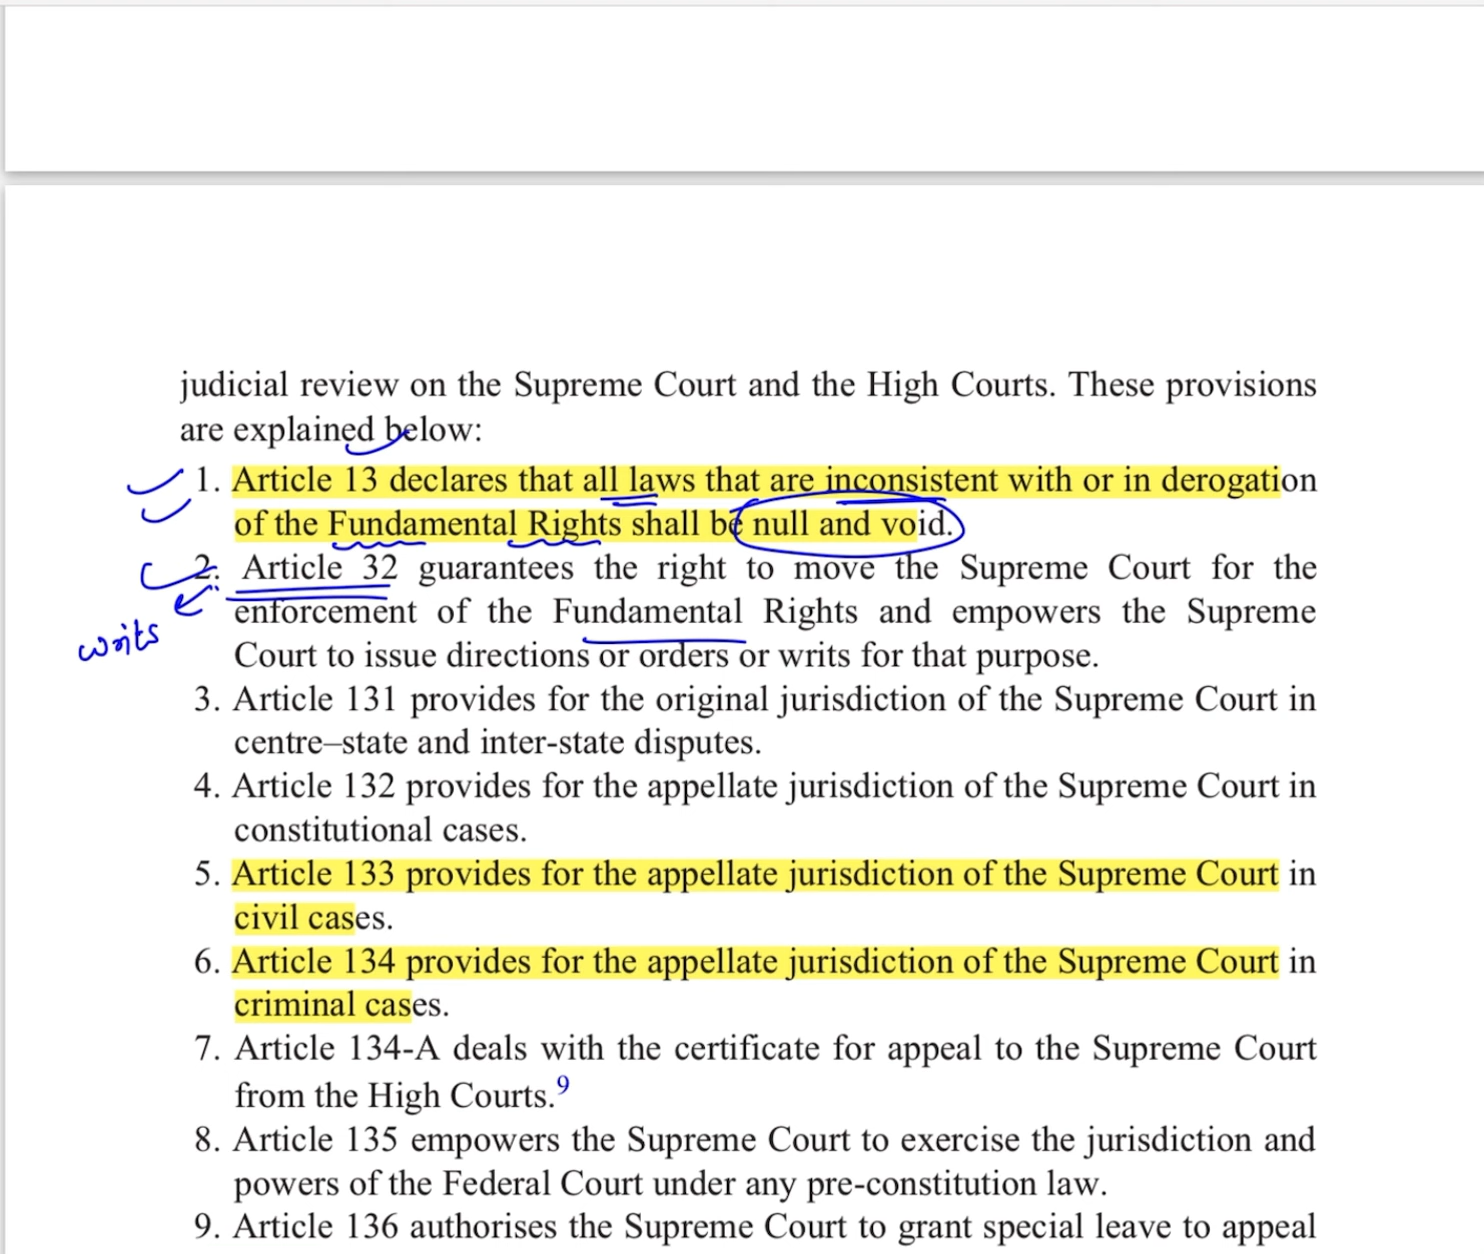 judicial review on the Supreme Court and the High Courts. These provisions
are explained below:
1. Article 13 declares that all laws that are inconsistent with or in derogation
of the Fundamental Rights shall be null and void.
2. Article 32 guarantees the right to move the Supreme Court for the
writs
enforcement of the Fundamental Rights and empowers the Supreme
Court to issue directions or orders or writs for that purpose.
3. Article 131 provides for the original jurisdiction of the Supreme Court in
centre–state and inter-state disputes.
4. Article 132 provides for the appellate jurisdiction of the Supreme Court in
constitutional cases.
5. Article 133 provides for the appellate jurisdiction of the Supreme Court in
civil cases.
6. Article 134 provides for the appellate jurisdiction of the Supreme Court in
criminal cases.
7. Article 134-A deals with the certificate for appeal to the Supreme Court
from the High Courts.9
8. Article 135 empowers the Supreme Court to exercise the jurisdiction and
powers of the Federal Court under any pre-constitution law.
9. Article 136 authorises the Supreme Court to grant special leave to appeal